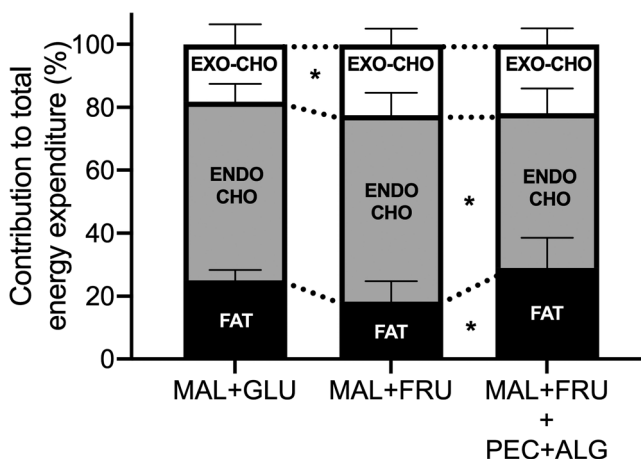 Contribution to total
energy expenditure (%)
100
80
60
40
20
0
EXO-CHO
*
EXO-CHO
EXO-CHO
ENDO
CHO
ENDO
CHO
*
ENDO
CHO
FAT
FAT
*
FAT
MAL+GLU
MAL+FRU
MAL+FRU
+
PEC+ALG